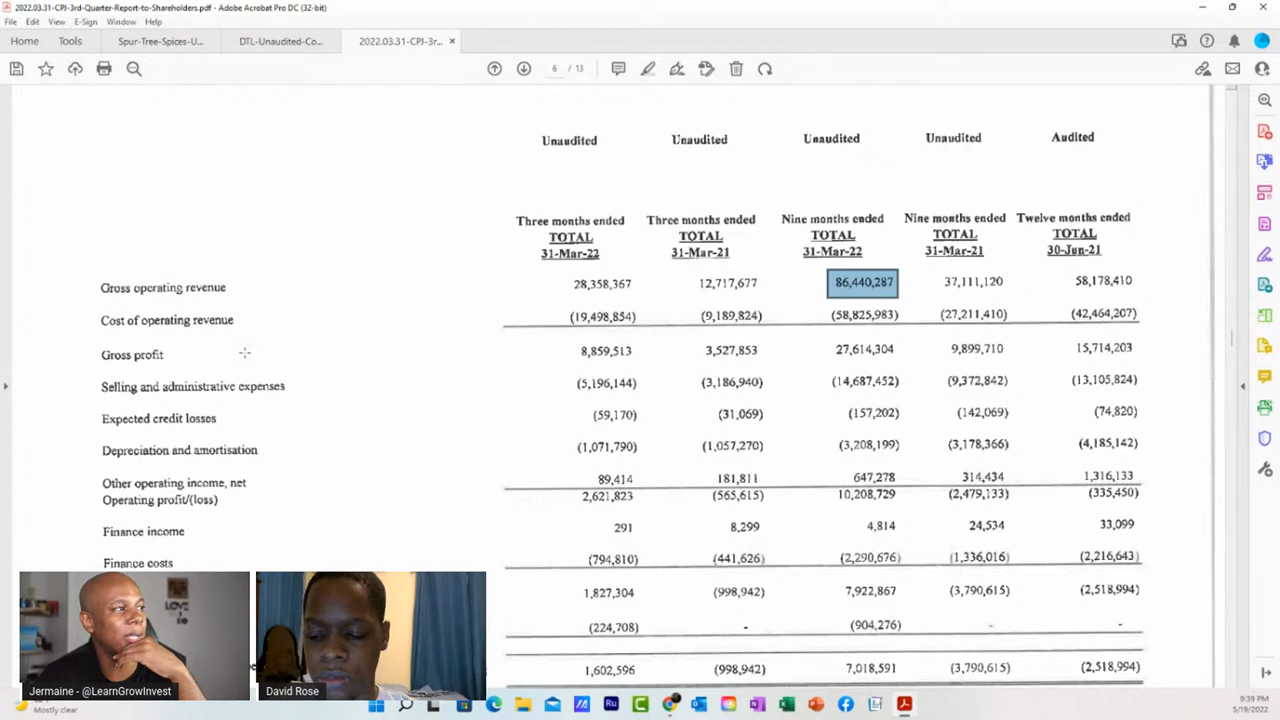 2022.03.31-CPJ-3rd-Quarter-Report-to-Shareholders.pdf - Adobe Acrobat Pro DC (32-bit)
File Edit View E-Sign Window Help
Home Tools Spur-Tree-Spices-U... DTL-Unaudited-Co... 2022.03.31-CPJ-3r... ×
6 / 13
Unaudited Unaudited Unaudited Unaudited Audited
Three months ended Three months ended Nine months ended Nine months ended Twelve months ended
TOTAL TOTAL TOTAL TOTAL TOTAL
31-Mar-22 31-Mar-21 31-Mar-22 31-Mar-21 30-Jun-21
Gross operating revenue 28,358,367 12,717,677 86,440,287 37,111,120 58,178,410
Cost of operating revenue (19,498,854) (9,189,824) (58,825,983) (27,211,410) (42,464,207)
Gross profit 8,859,513 3,527,853 27,614,304 9,899,710 15,714,203
Selling and administrative expenses (5,196,144) (3,186,940) (14,687,452) (9,372,842) (13,105,824)
Expected credit losses (59,170) (31,069) (157,202) (142,069) (74,820)
Depreciation and amortisation (1,071,790) (1,057,270) (3,208,199) (3,178,366) (4,185,142)
Other operating income, net 89,414 181,811 647,278 314,434 1,316,133
Operating profit/(loss) 2,621,823 (565,615) 10,208,729 (2,479,133) (335,450)
Finance income 291 8,299 4,814 24,534 33,099
Finance costs (794,810) (441,626) (2,290,676) (1,336,016) (2,216,643)
1,827,304 (998,942) 7,922,867 (3,790,615) (2,518,994)
(224,708) - (904,276) - -
1,602,596 (998,942) 7,018,591 (3,790,615) (2,518,994)
LOVE
Jermaine - @LearnGrowInvest David Rose
Mostly clear
9:39 PM
5/19/2022